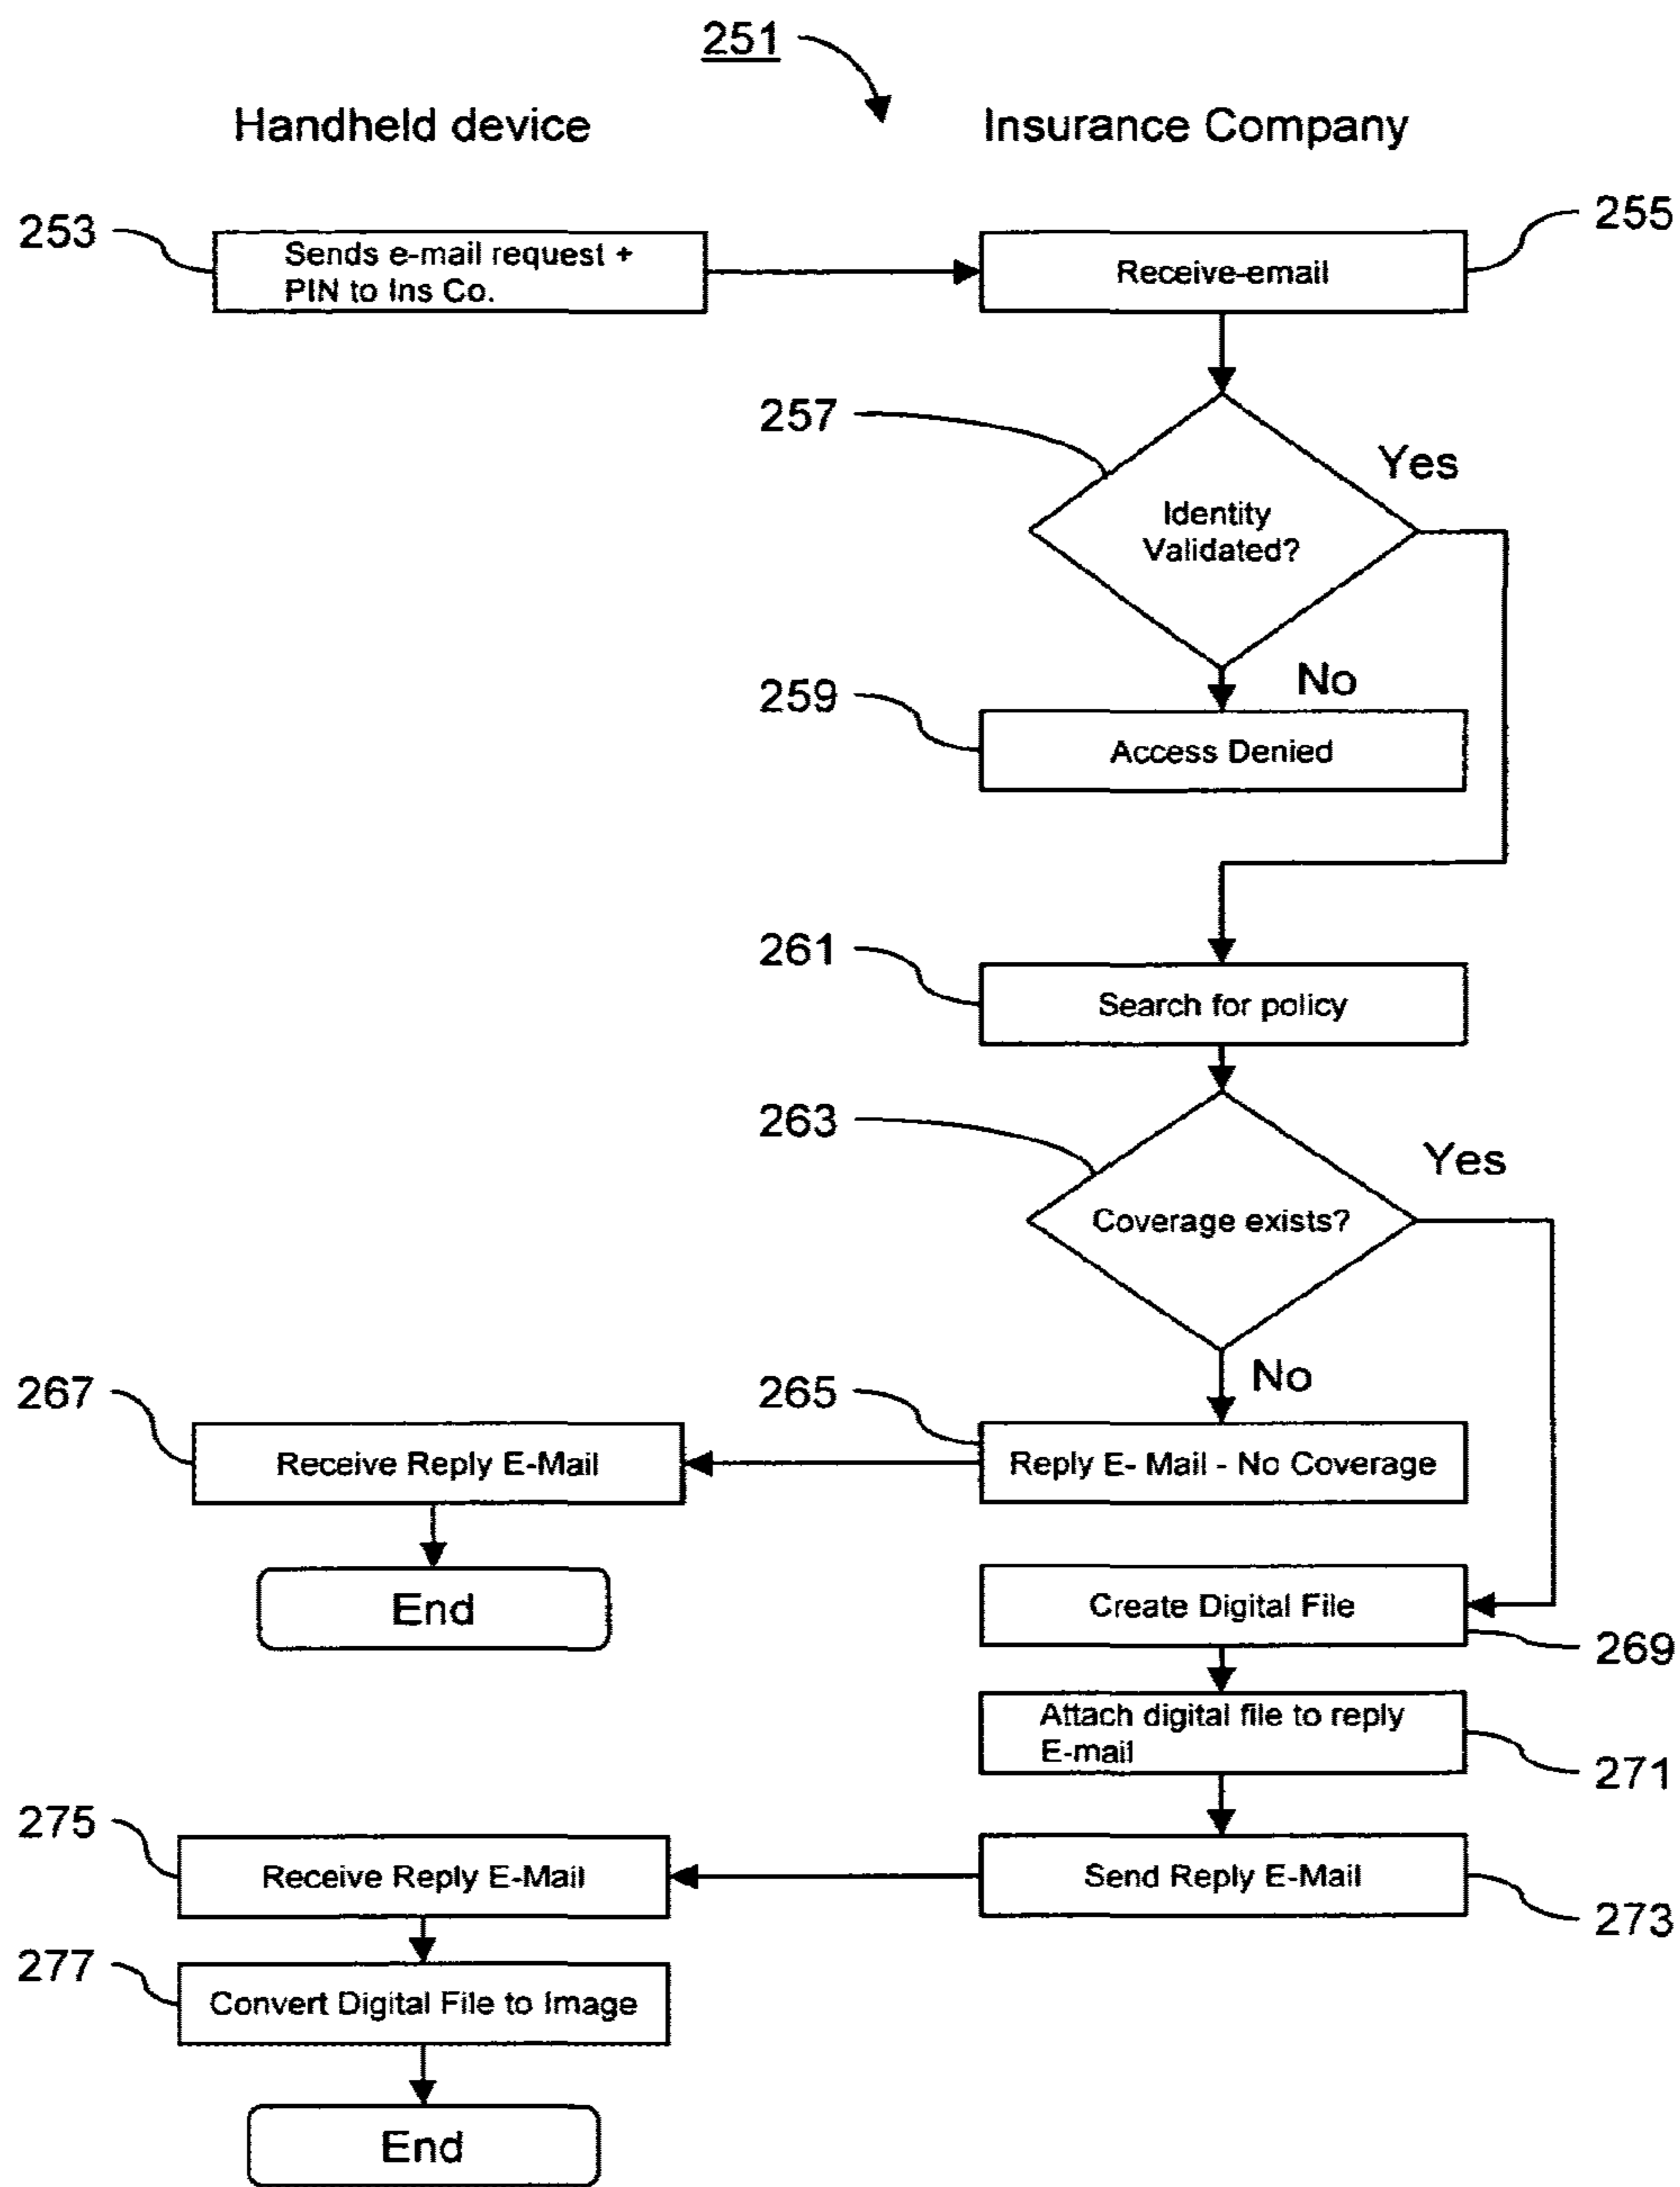 251
Handheld device
Insurance Company
253
Sends e-mail request +
PIN to Ins Co.
Receive-email
255
257
Identity
Validated?
Yes
No
259
Access Denied
261
Search for policy
263
Coverage exists?
Yes
No
267
Receive Reply E-Mail
265
Reply E- Mail - No Coverage
End
Create Digital File
269
Attach digital file to reply
E-mail
271
275
Receive Reply E-Mail
Send Reply E-Mail
273
277
Convert Digital File to Image
End